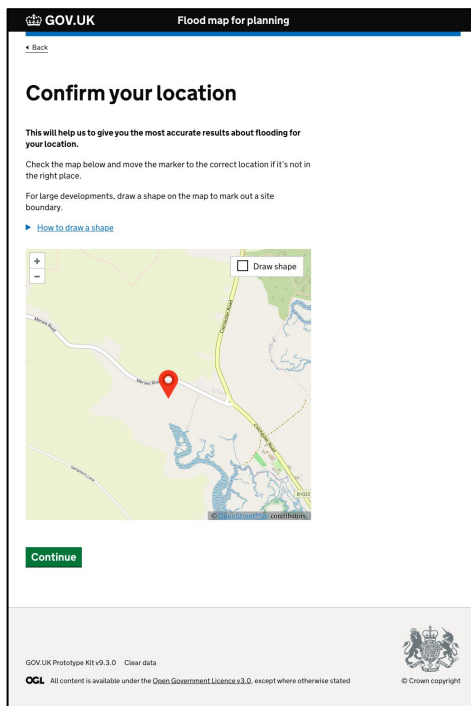 GOV.UK
Flood map for planning
Back
Confirm your location
This will help us to give you the most accurate results about flooding for
your location.
Check the map below and move the marker to the correct location if it's not in
the right place.
For large developments, draw a shape on the map to mark out a site
boundary.
How to draw a shape
+
−
Draw shape
Colchester Road
Mersea Road
Mersea Road
Colchester Road
B1025
© OpenStreetMap contributors.
Continue
GOV.UK Prototype Kit v9.3.0 Clear data
OGL All content is available under the Open Government Licence v3.0, except where otherwise stated
© Crown copyright